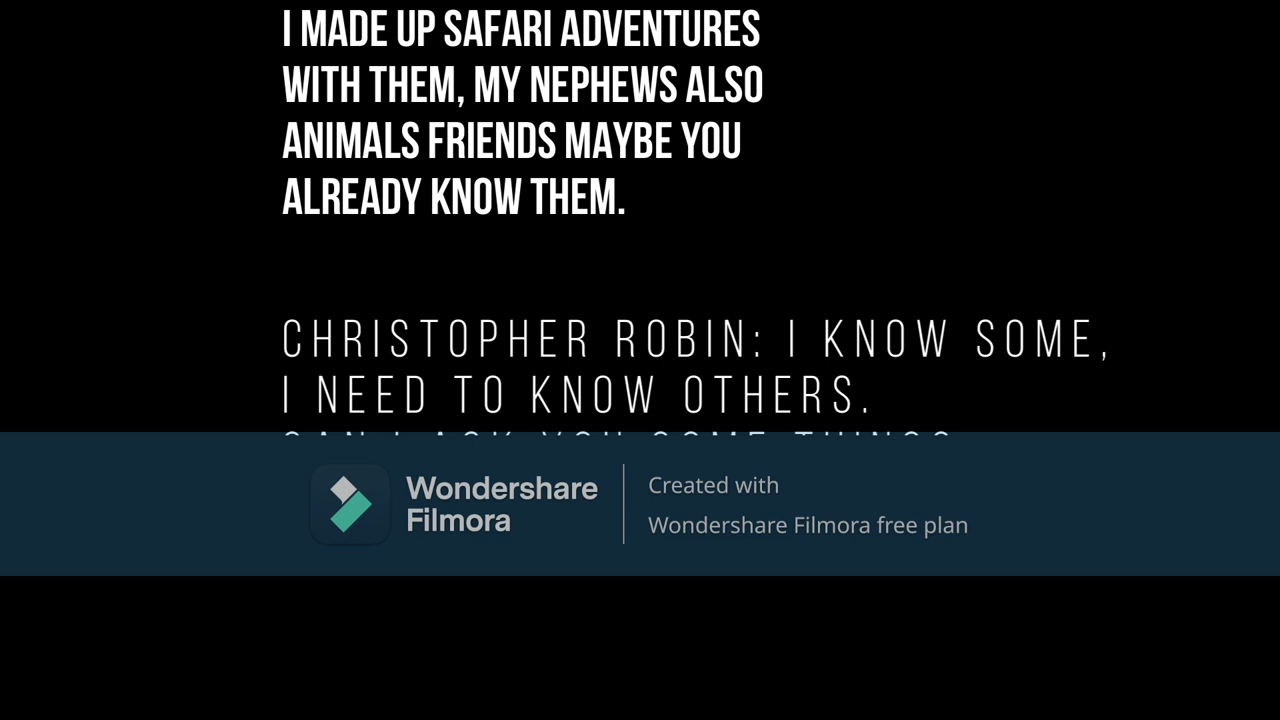 I MADE UP SAFARI ADVENTURES
WITH THEM, MY NEPHEWS ALSO
ANIMALS FRIENDS MAYBE YOU
ALREADY KNOW THEM.
CHRISTOPHER ROBIN: I KNOW SOME,
I NEED TO KNOW OTHERS.
Wondershare
Filmora
Created with
Wondershare Filmora free plan